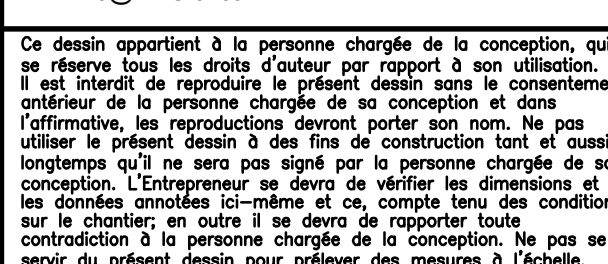 Ce dessin appartient à la personne chargée de la conception, qui
se réserve tous les droits d'auteur par rapport à son utilisation.
Il est interdit de reproduire le présent dessin sans le consenteme
antérieur de la personne chargée de sa conception et dans
l'affirmative, les reproductions devront porter son nom. Ne pas
utiliser le présent dessin à des fins de construction tant et aussi
longtemps qu'il ne sera pas signé par la personne chargée de sa
conception. L'Entrepreneur se devra de vérifier les dimensions et
les données annotées ici-même et ce, compte tenu des condition
sur le chantier; en outre il se devra de rapporter toute
contradiction à la personne chargée de la conception. Ne pas se
servir du présent dessin pour prélever des mesures à l'échelle.